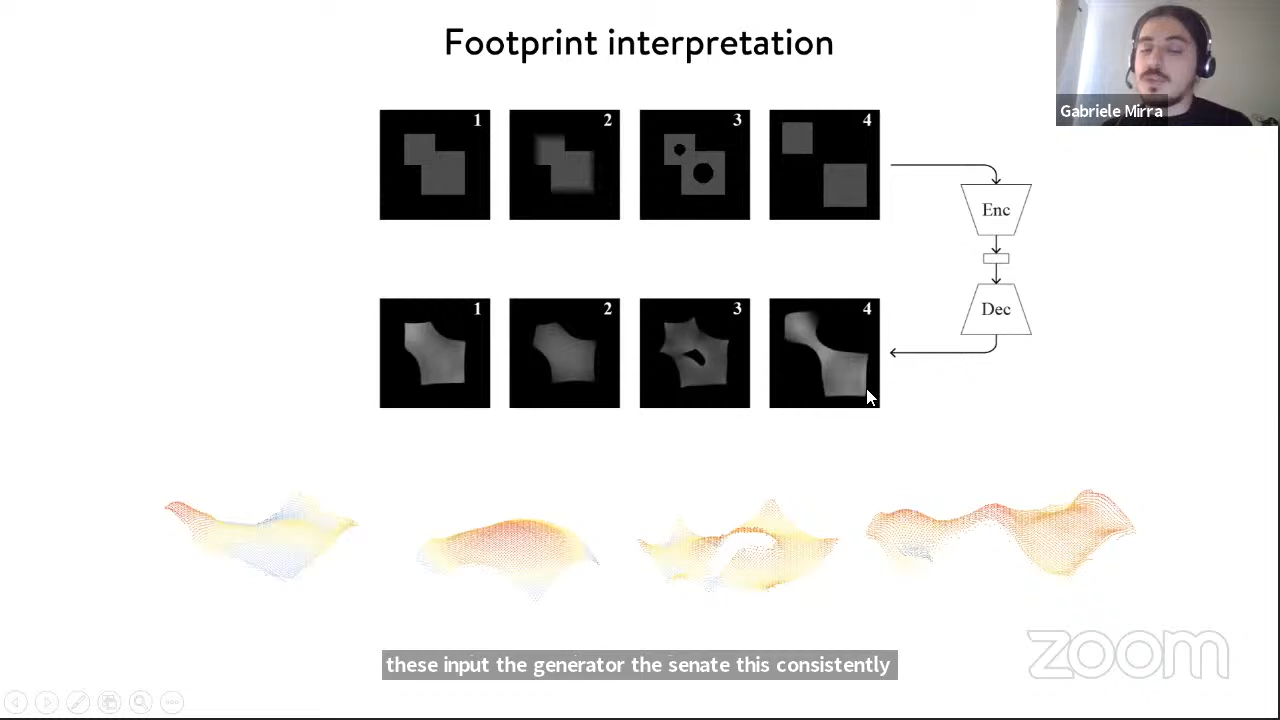 Footprint interpretation
Gabriele Mirra
1
2
3
4
Enc
1
2
3
4
Dec
these input the generator the senate this consistently
zoom